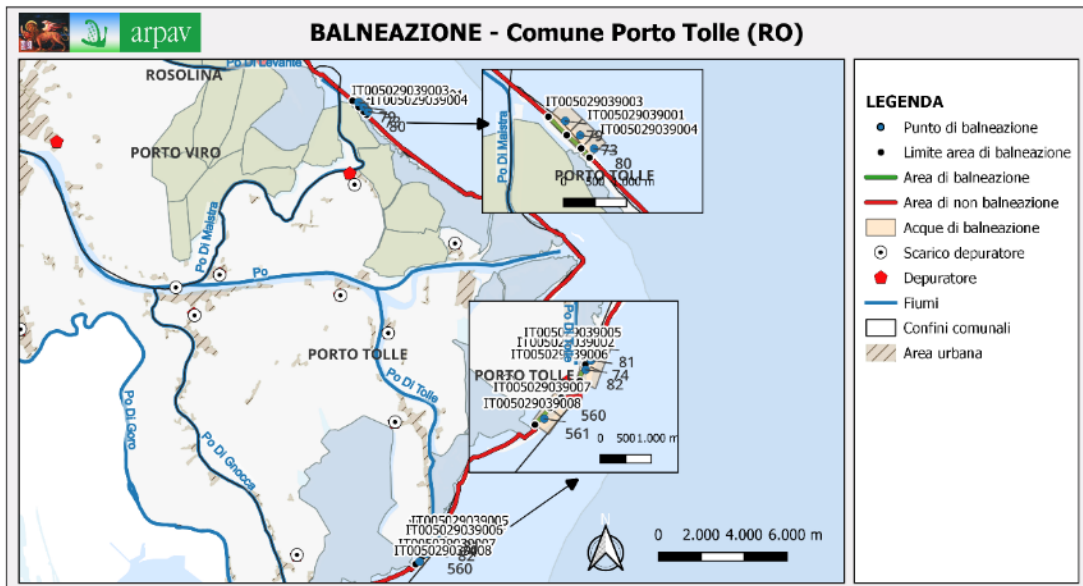 arpav
BALNEAZIONE - Comune Porto Tolle (RO)
Po Di Levante
ROSOLINA
IT005029039003
IT005029039004
79
80
PORTO VIRO
Po Di Maistra
Po
PORTO TOLLE
Po Di Tolle
Po Di Goro
Po Di Gnocca
IT005029039003
IT005029039001
IT005029039004
79
73
80
Po Di Maistra
PORTO TOLLE
0 500 1.000 m
Po Di Tolle
IT005029039005
IT005029039002
IT005029039006
81
PORTO TOLLE
74
82
IT005029039007
IT005029039008
560
561
0 500 1.000 m
IT005029039005
IT005029039006
IT005029039008
82
560
N
0 2.000 4.000 6.000 m
LEGENDA
Punto di balneazione
Limite area di balneazione
Area di balneazione
Area di non balneazione
Acque di balneazione
Scarico depuratore
Depuratore
Fiumi
Confini comunali
Area urbana